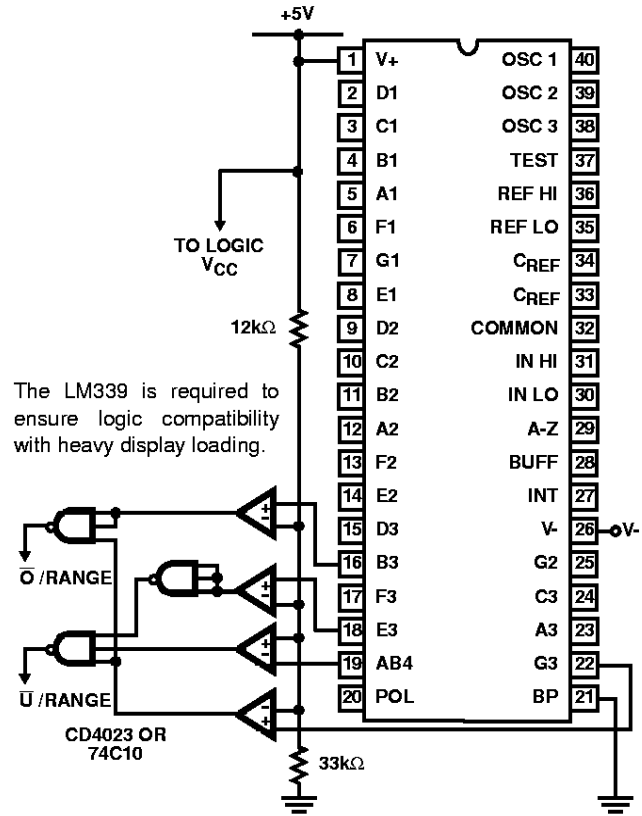 +5V
1 V+ OSC 1 40
2 D1 OSC 2 39
3 C1 OSC 3 38
4 B1 TEST 37
5 A1 REF HI 36
6 F1 REF LO 35
7 G1 CREF 34
8 E1 CREF 33
9 D2 COMMON 32
10 C2 IN HI 31
11 B2 IN LO 30
12 A2 A-Z 29
13 F2 BUFF 28
14 E2 INT 27
15 D3 V- 26 V-
16 B3 G2 25
17 F3 C3 24
18 E3 A3 23
19 AB4 G3 22
20 POL BP 21
TO LOGIC
VCC
12kΩ
The LM339 is required to
ensure logic compatibility
with heavy display loading.
+
-
O̅ /RANGE
+
-
+
-
U̅ /RANGE
-
+
CD4023 OR
74C10
33kΩ